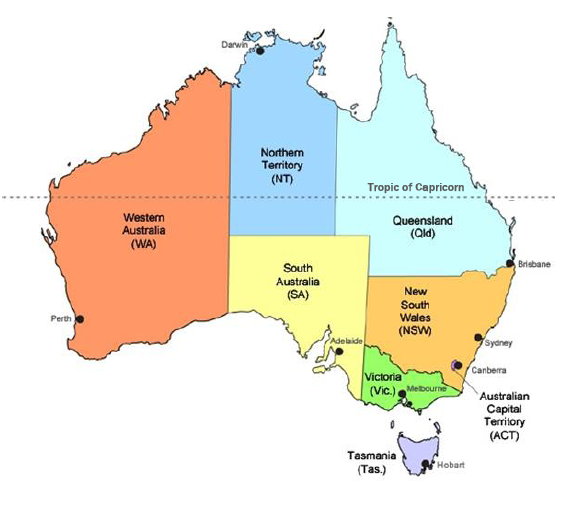 Darwin
Northern
Territory
(NT)
Tropic of Capricorn
Western
Australia
(WA)
Queensland
(Qld)
Brisbane
South
Australia
(SA)
New
South
Wales
(NSW)
Perth
Adelaide
Sydney
Canberra
Victoria
(Vic.)
Melbourne
Australian
Capital
Territory
(ACT)
Tasmania
(Tas.)
Hobart